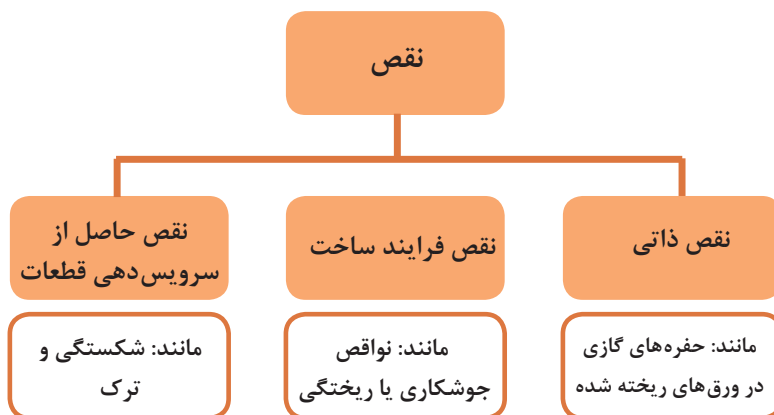 نقص
نقص ذاتی
نقص فرایند ساخت
نقص حاصل از
سرویس‌دهی قطعات
مانند: حفره‌های گازی
در ورق‌های ریخته شده
مانند: نواقص
جوشکاری یا ریختگی
مانند: شکستگی و
ترک